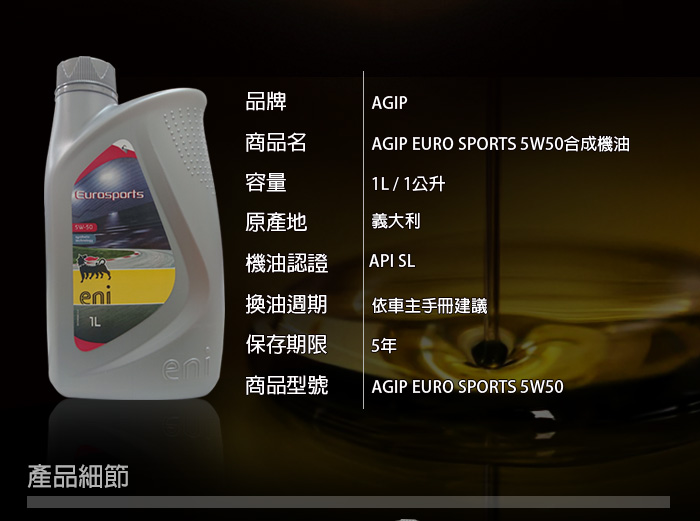 品牌 AGIP
商品名 AGIP EURO SPORTS 5W50合成機油
容量 1L / 1公升
原產地 義大利
機油認證 API SL
換油週期 依車主手冊建議
保存期限 5年
商品型號 AGIP EURO SPORTS 5W50
Eurosports
5W-50
eni
1L
eni
產品細節